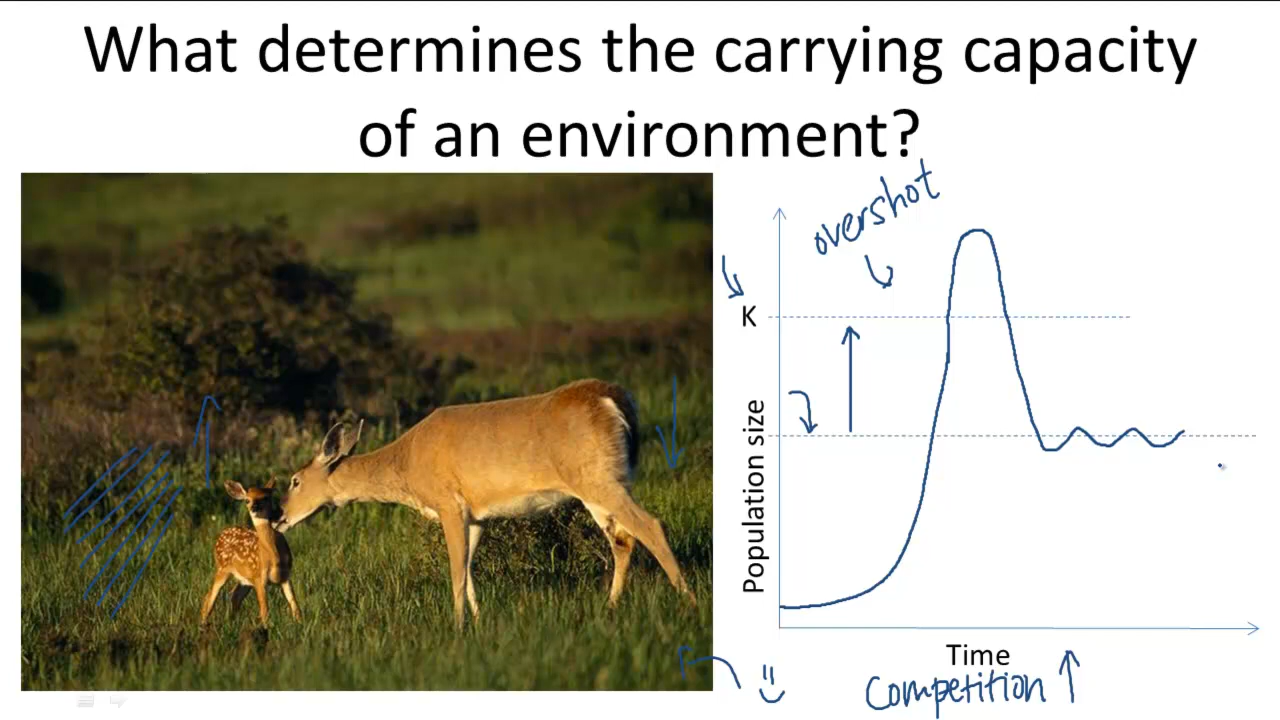 What determines the carrying capacity
of an environment?
overshot
K
Population size
Time
Competition